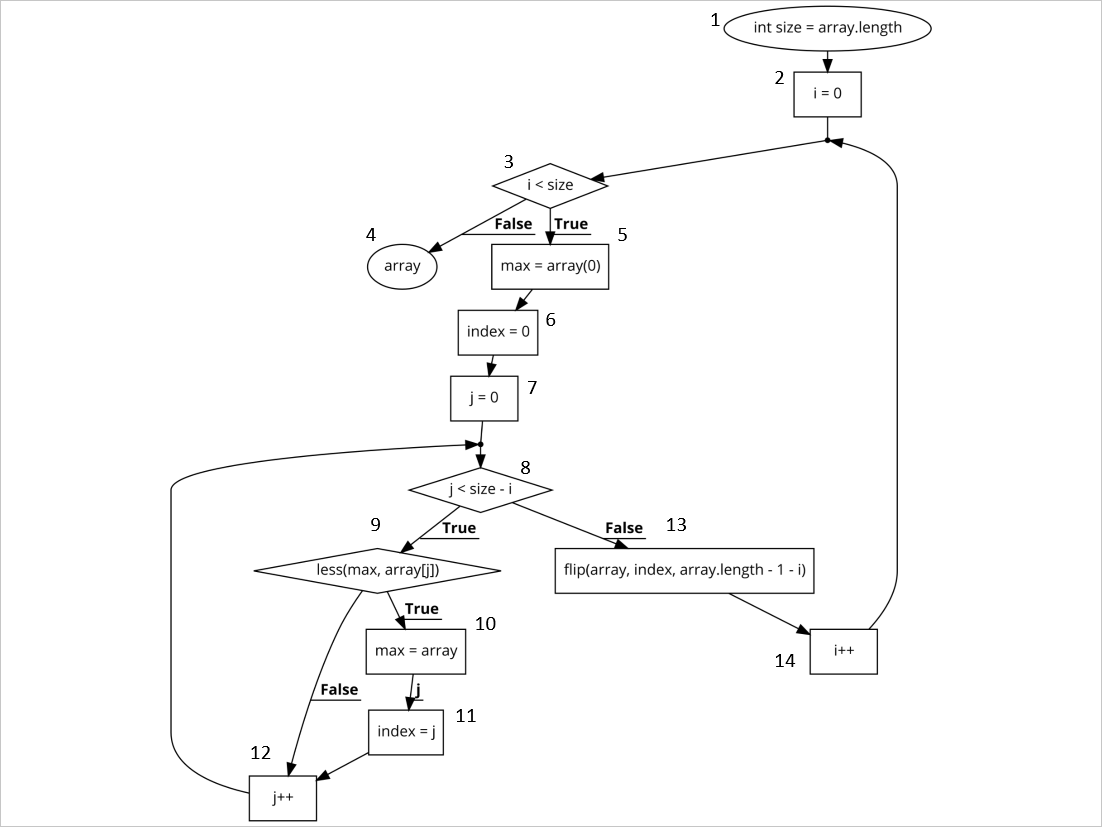 1
int size = array.length
2
i = 0
3
i < size
False
True
4
array
5
max = array(0)
6
index = 0
7
j = 0
8
j < size - i
True
False
9
less(max, array[j])
13
flip(array, index, array.length - 1 - i)
True
10
max = array
14
i++
False
j
11
index = j
12
j++